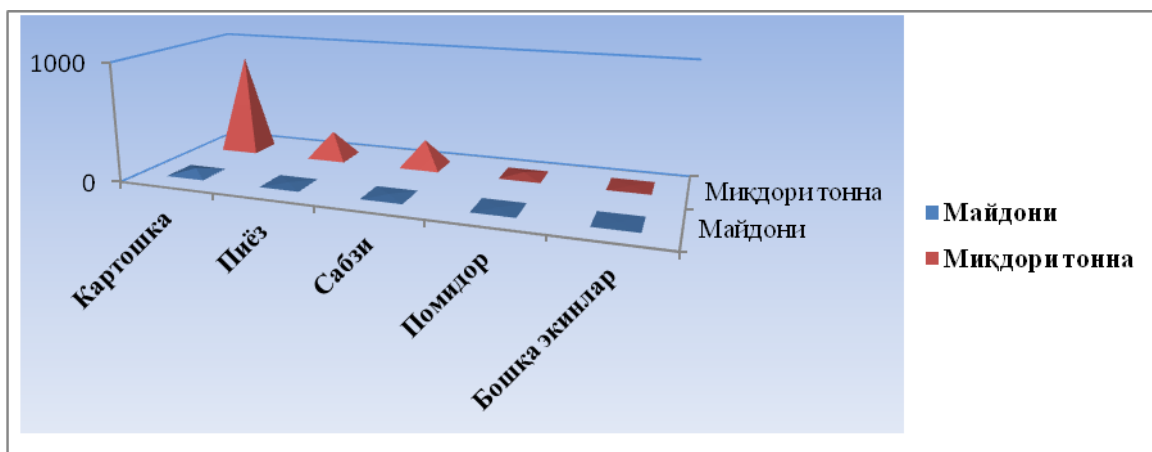 1000
0
Картошка
Пиёз
Сабзи
Помидор
Бошқа экинлар
Миқдори тонна
Майдони
Майдони
Миқдори тонна